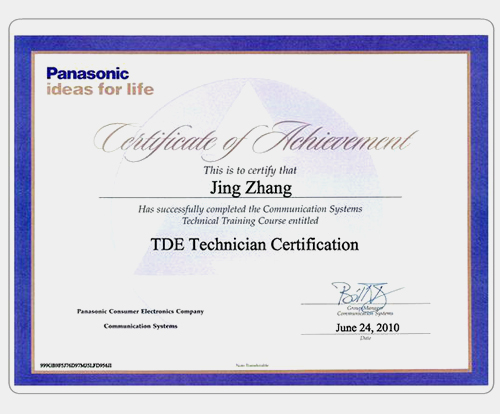 Panasonic
ideas for life
Certificate of Achievement
This is to certify that
Jing Zhang
Has successfully completed the Communication Systems
Technical Training Course entitled
TDE Technician Certification
Panasonic Consumer Electronics Company
Communication Systems
Group Manager
Communication Systems
June 24, 2010
Date
Note Transferable